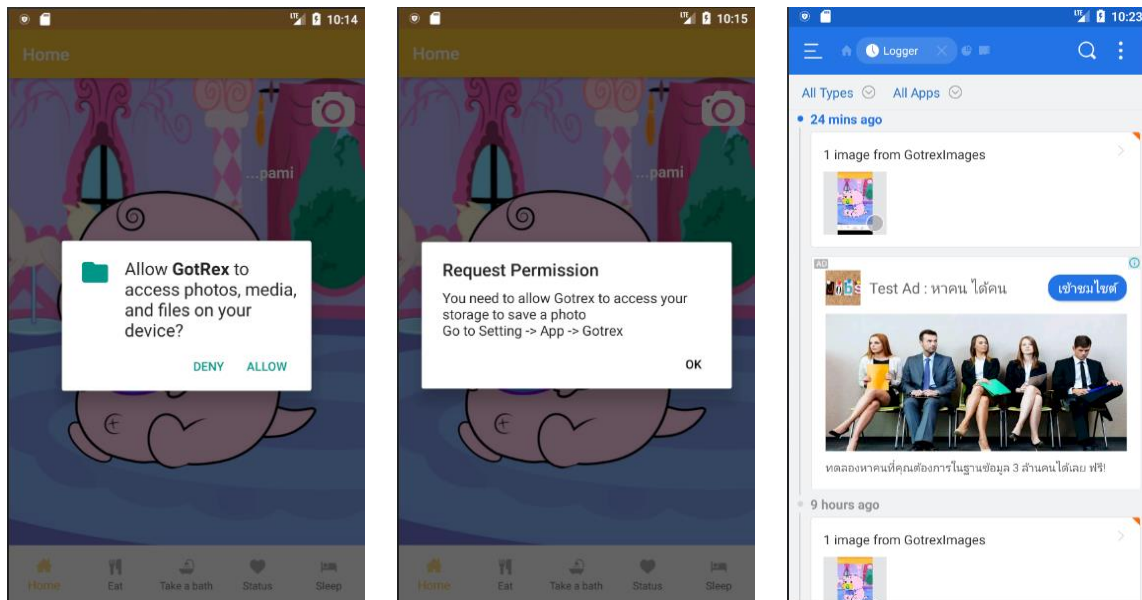 LTE 10:14
Home
...pami
Allow GotRex to
access photos, media,
and files on your
device?
DENY ALLOW
Home Eat Take a bath Status Sleep
LTE 10:15
Home
...pami
Request Permission
You need to allow Gotrex to access your
storage to save a photo
Go to Setting -> App -> Gotrex
OK
Home Eat Take a bath Status Sleep
LTE 10:23
Logger
All Types All Apps
24 mins ago
1 image from GotrexImages
AD
Test Ad : หาคน ได้คน
เข้าชมไซต์
ทดลองหาคนที่คุณต้องการในฐานข้อมูล 3 ล้านคนได้เลย ฟรี!
9 hours ago
1 image from GotrexImages